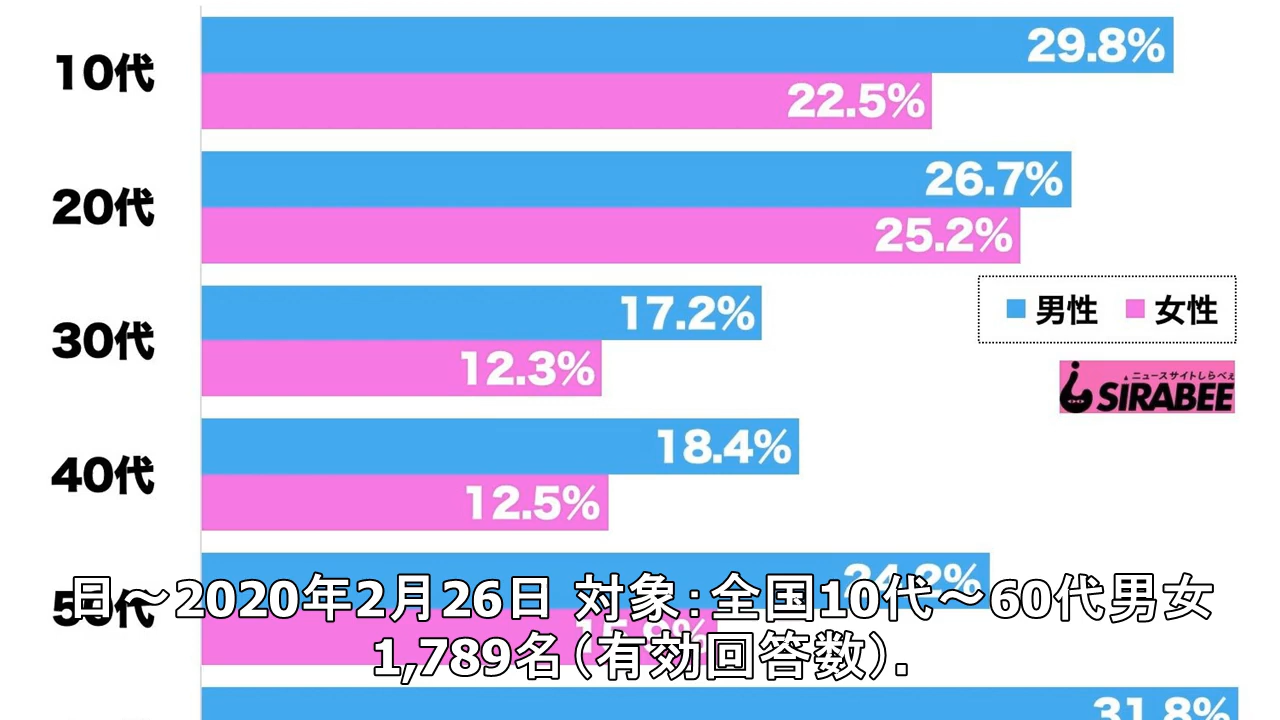 10代
29.8%
22.5%
20代
26.7%
25.2%
30代
17.2%
12.3%
男性 女性
ニュースサイトしらべぇ
SIRABEE
40代
18.4%
12.5%
日～2020年2月26日 対象：全国10代～60代男女
1,789名（有効回答数）.
31.8%